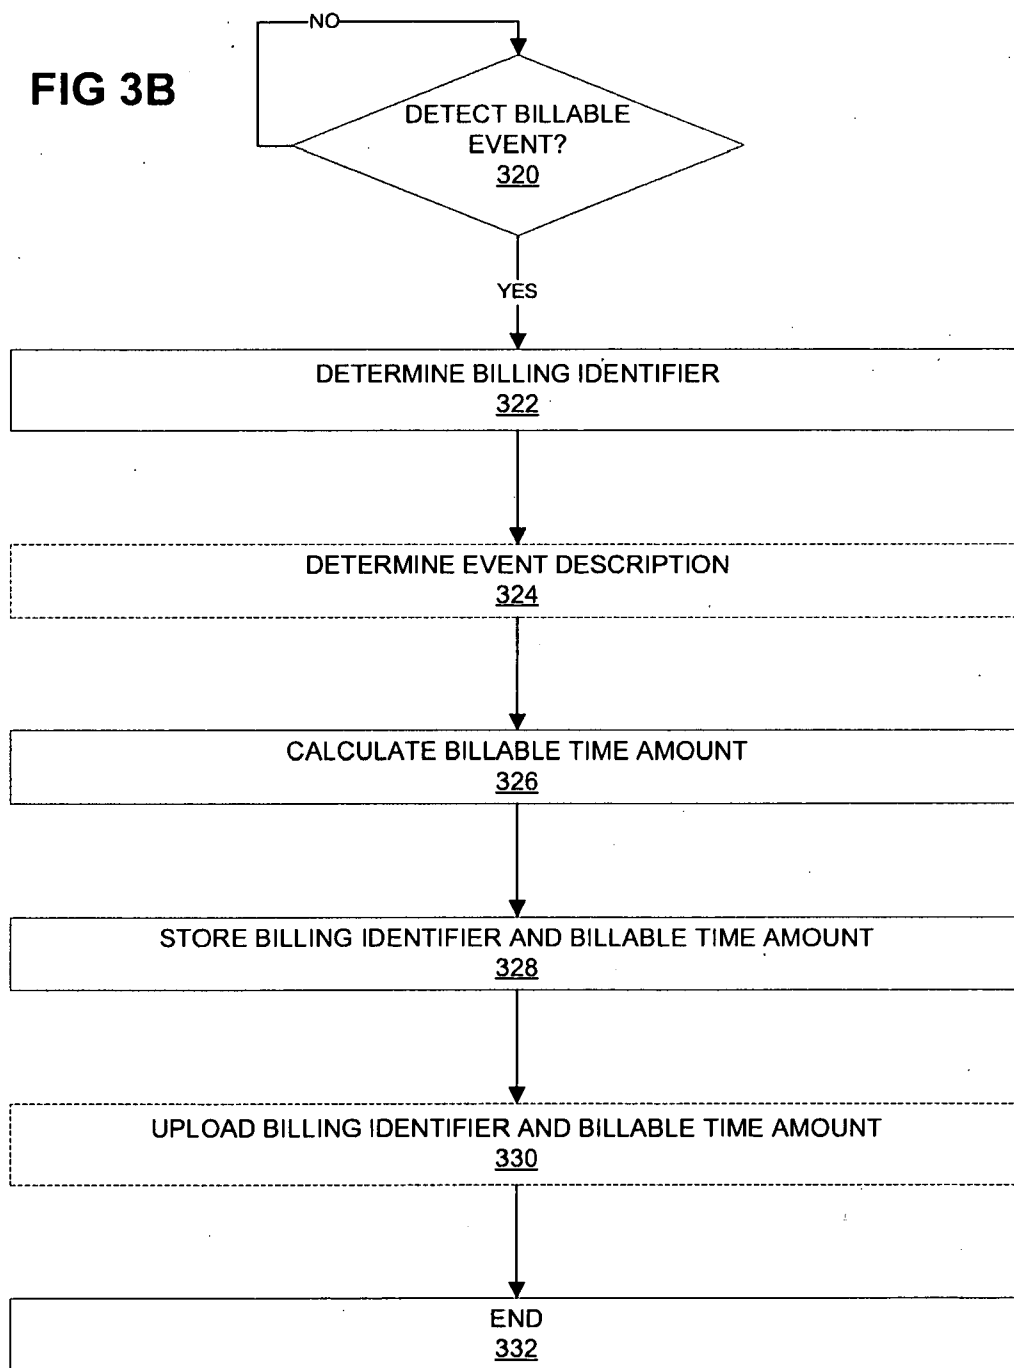 NO
FIG 3B
DETECT BILLABLE
EVENT?
320
YES
DETERMINE BILLING IDENTIFIER
322
DETERMINE EVENT DESCRIPTION
324
CALCULATE BILLABLE TIME AMOUNT
326
STORE BILLING IDENTIFIER AND BILLABLE TIME AMOUNT
328
UPLOAD BILLING IDENTIFIER AND BILLABLE TIME AMOUNT
330
END
332